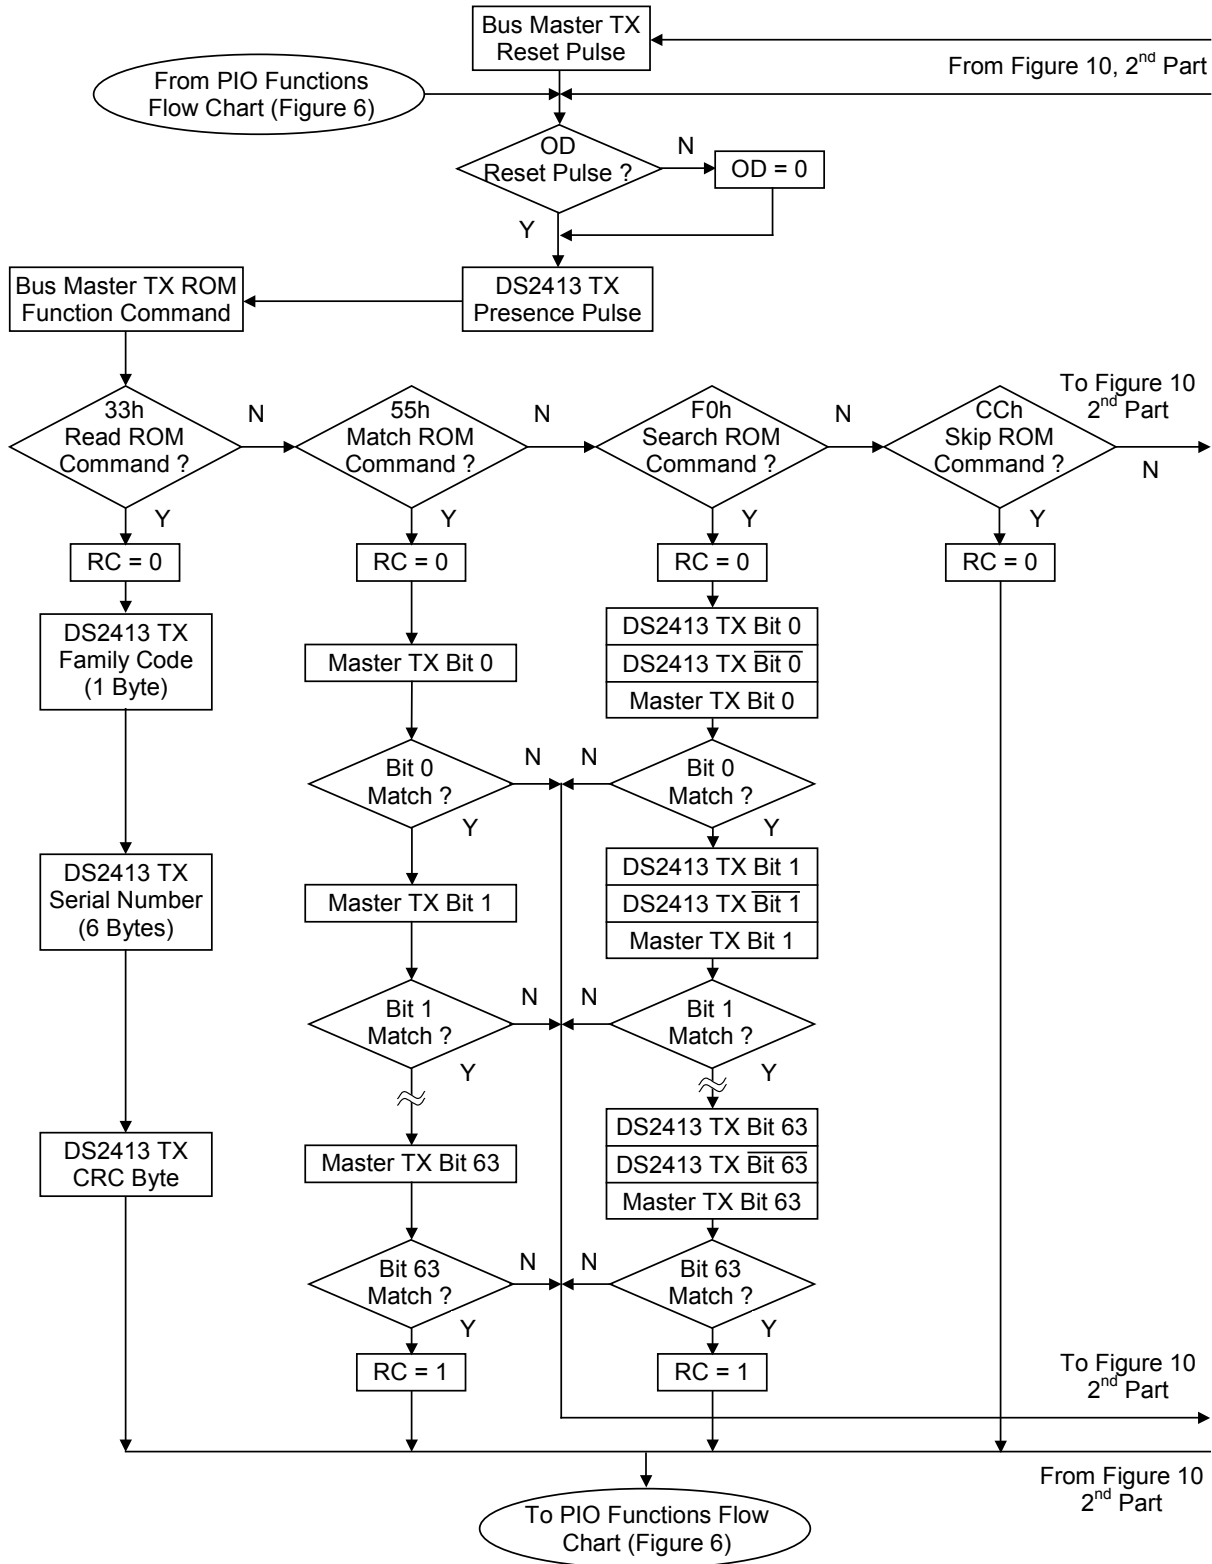 Bus Master TX
Reset Pulse
From Figure 10, 2nd Part
From PIO Functions
Flow Chart (Figure 6)
OD
Reset Pulse ?
N
OD = 0
Y
Bus Master TX ROM
Function Command
DS2413 TX
Presence Pulse
33h
Read ROM
Command ?
N
55h
Match ROM
Command ?
N
F0h
Search ROM
Command ?
N
CCh
Skip ROM
Command ?
To Figure 10
2nd Part
N
Y
Y
Y
Y
RC = 0
RC = 0
RC = 0
RC = 0
DS2413 TX
Family Code
(1 Byte)
Master TX Bit 0
DS2413 TX Bit 0
DS2413 TX B̅i̅t̅ ̅0̅
Master TX Bit 0
Bit 0
Match ?
N
N
Bit 0
Match ?
Y
Y
DS2413 TX
Serial Number
(6 Bytes)
Master TX Bit 1
DS2413 TX Bit 1
DS2413 TX B̅i̅t̅ ̅1̅
Master TX Bit 1
Bit 1
Match ?
N
N
Bit 1
Match ?
Y
Y
DS2413 TX
CRC Byte
Master TX Bit 63
DS2413 TX Bit 63
DS2413 TX B̅i̅t̅ ̅6̅3̅
Master TX Bit 63
Bit 63
Match ?
N
N
Bit 63
Match ?
Y
Y
RC = 1
RC = 1
To Figure 10
2nd Part
From Figure 10
2nd Part
To PIO Functions Flow
Chart (Figure 6)